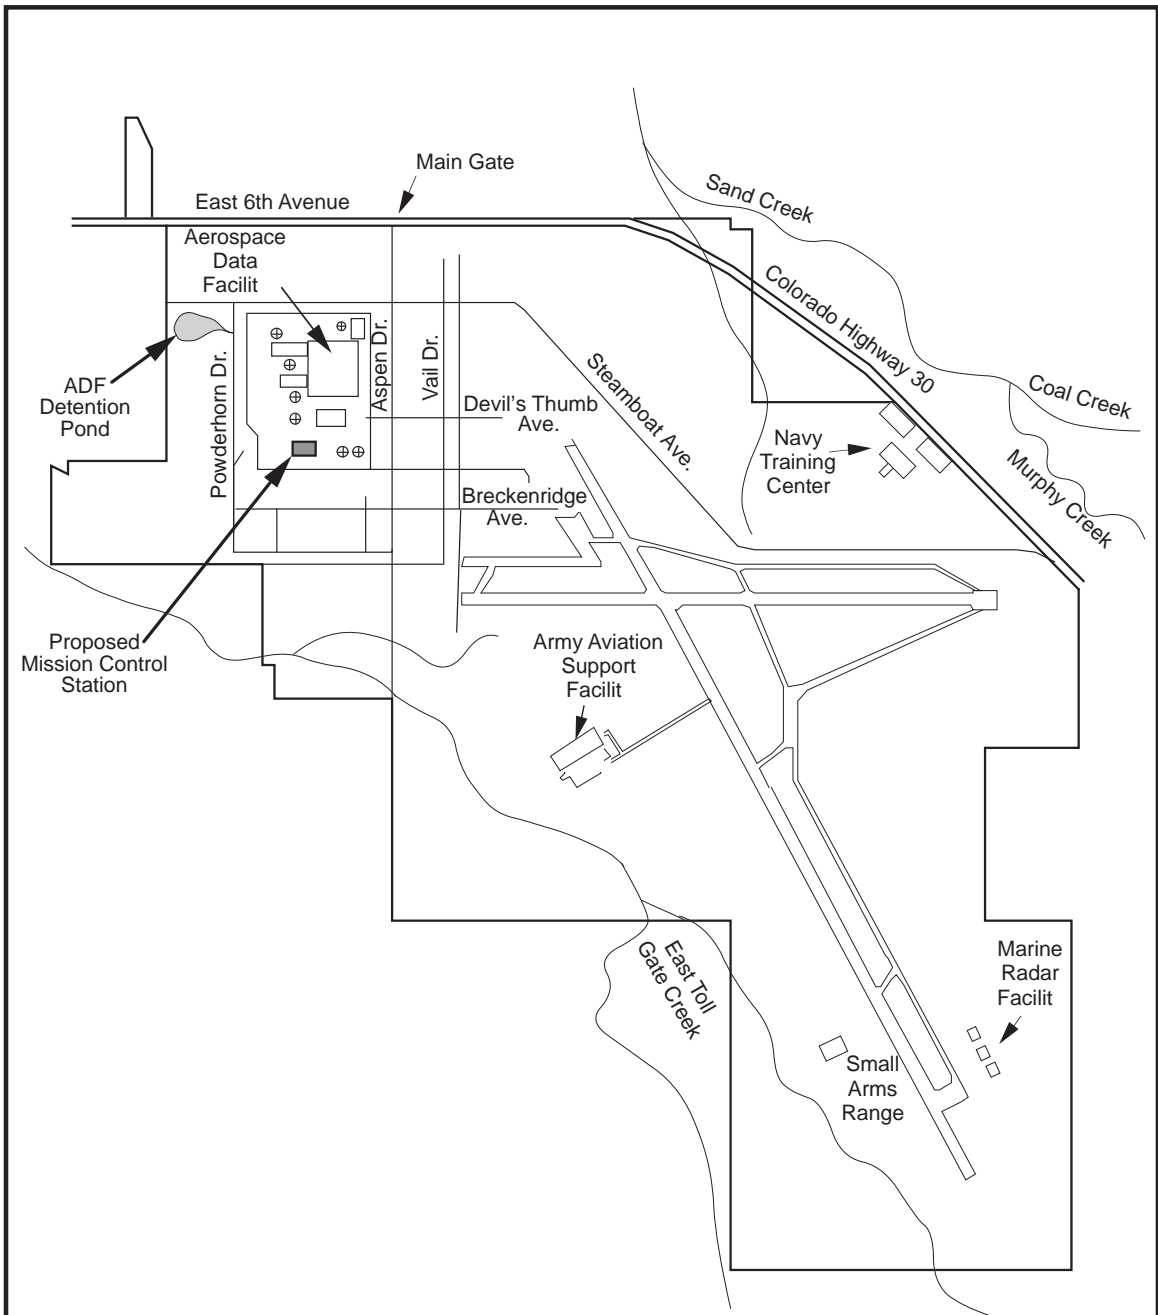 Main Gate
Sand Creek
East 6th Avenue
Aerospace
Data
Facilit
Colorado Highway 30
ADF
Detention
Pond
Powderhorn Dr.
Aspen Dr.
Vail Dr.
Steamboat Ave.
Devil's Thumb
Ave.
Coal Creek
Navy
Training
Center
Murphy Creek
Breckenridge
Ave.
Proposed
Mission Control
Station
Army Aviation
Support
Facilit
East Toll
Gate Creek
Marine
Radar
Facilit
Small
Arms
Range